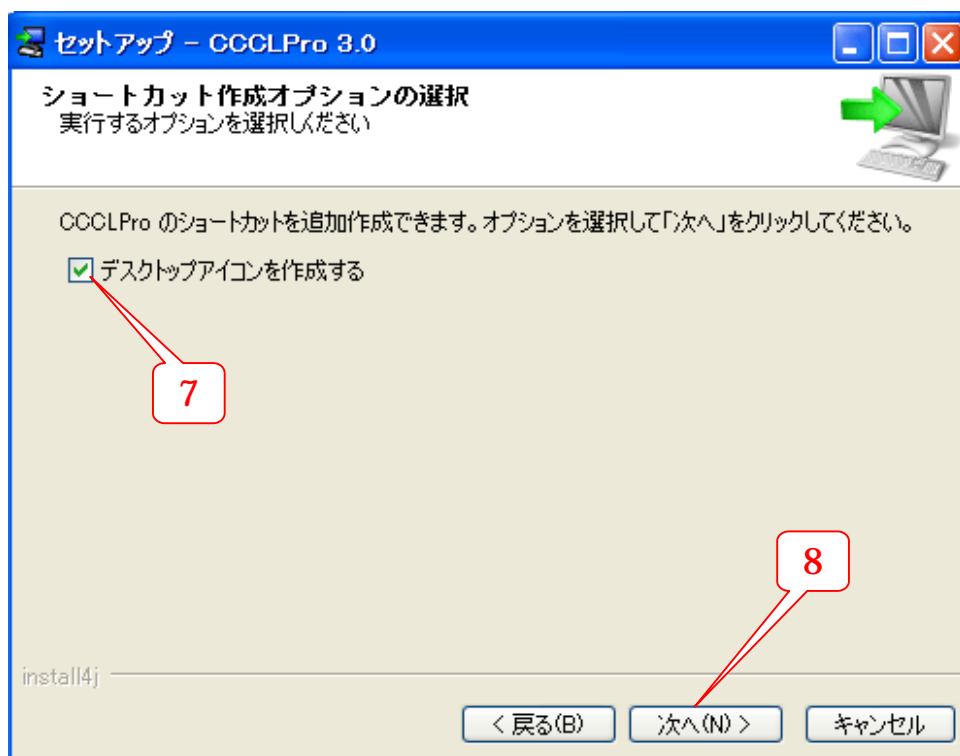 セットアップ - CCCLPro 3.0
ショートカット作成オプションの選択
実行するオプションを選択しください
CCCLPro のショートカットを追加作成できます。オプションを選択して「次へ」をクリックしてください。
デスクトップアイコンを作成する
7
8
install4j
< 戻る(B)
次へ(N) >
キャンセル